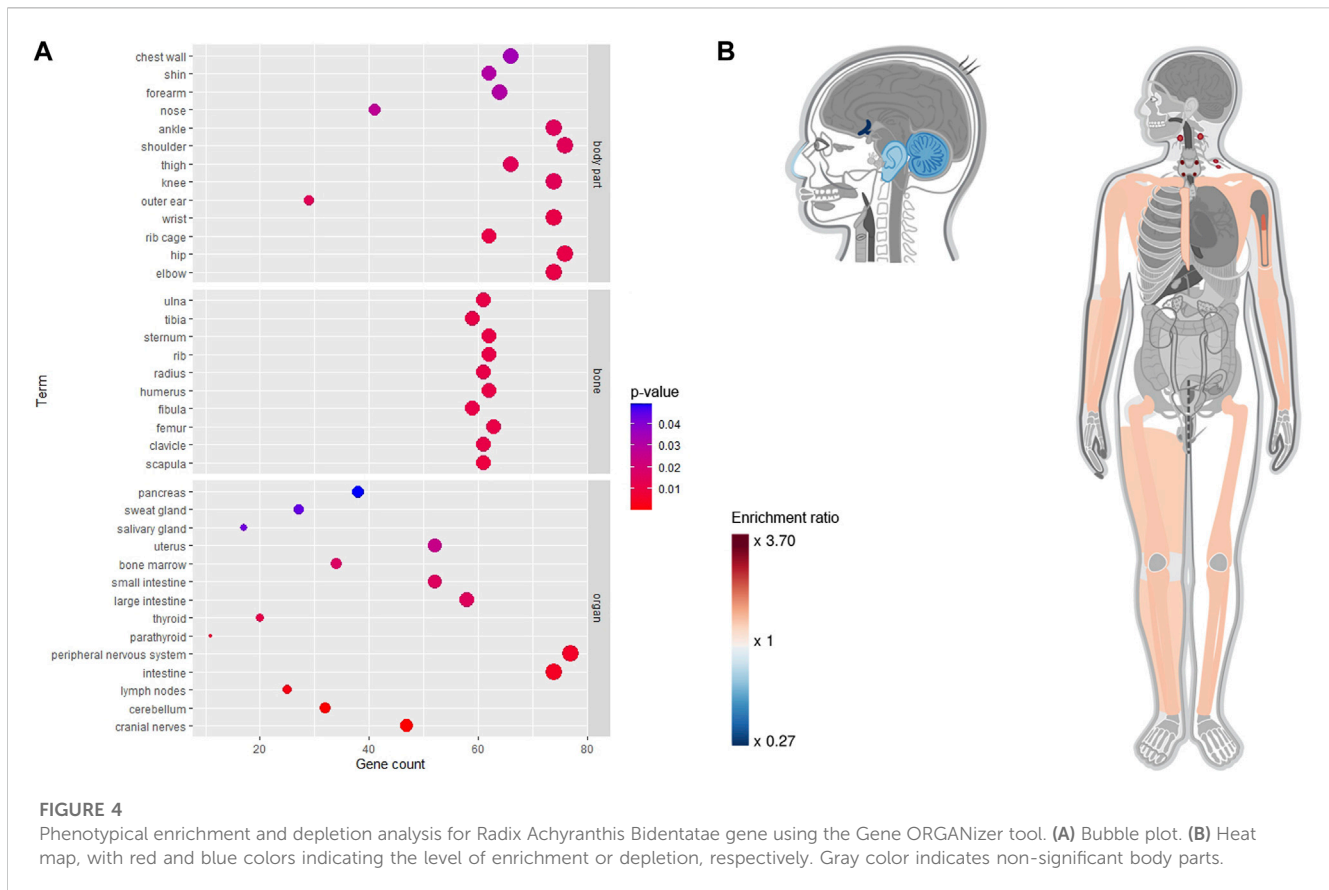 A
B
Term
chest wall
shin
forearm
nose
ankle
shoulder
thigh
knee
outer ear
wrist
rib cage
hip
elbow
body part
ulna
tibia
sternum
rib
radius
humerus
fibula
femur
clavicle
scapula
bone
pancreas
sweat gland
salivary gland
uterus
bone marrow
small intestine
large intestine
thyroid
parathyroid
peripheral nervous system
intestine
lymph nodes
cerebellum
cranial nerves
organ
20
40
60
80
Gene count
p-value
0.04
0.03
0.02
0.01
Enrichment ratio
x 3.70
x 1
x 0.27
FIGURE 4
Phenotypical enrichment and depletion analysis for Radix Achyranthis Bidentatae gene using the Gene ORGANizer tool. (A) Bubble plot. (B) Heat
map, with red and blue colors indicating the level of enrichment or depletion, respectively. Gray color indicates non-significant body parts.